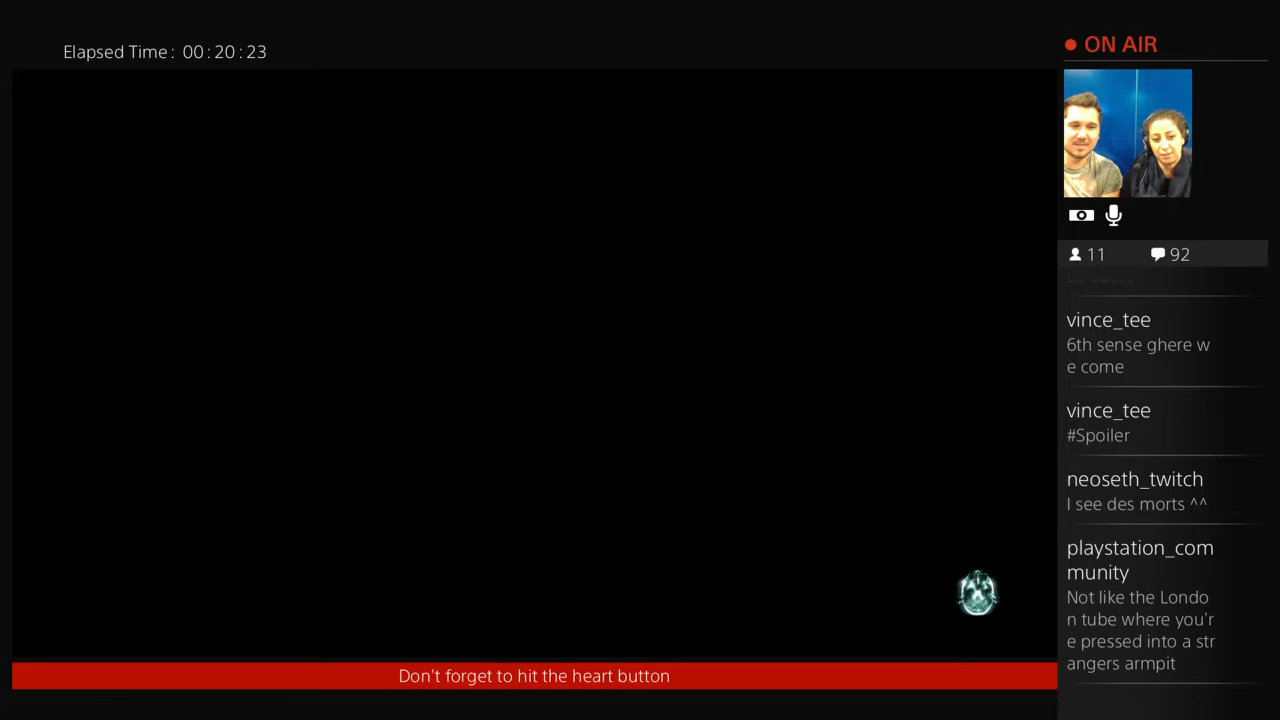 Elapsed Time: 00:20:23
ON AIR
11 92
vince_tee
6th sense ghere w
e come
vince_tee
#Spoiler
neoseth_twitch
I see des morts ^^
playstation_com
munity
Not like the Londo
n tube where you'r
e pressed into a str
angers armpit
Don't forget to hit the heart button